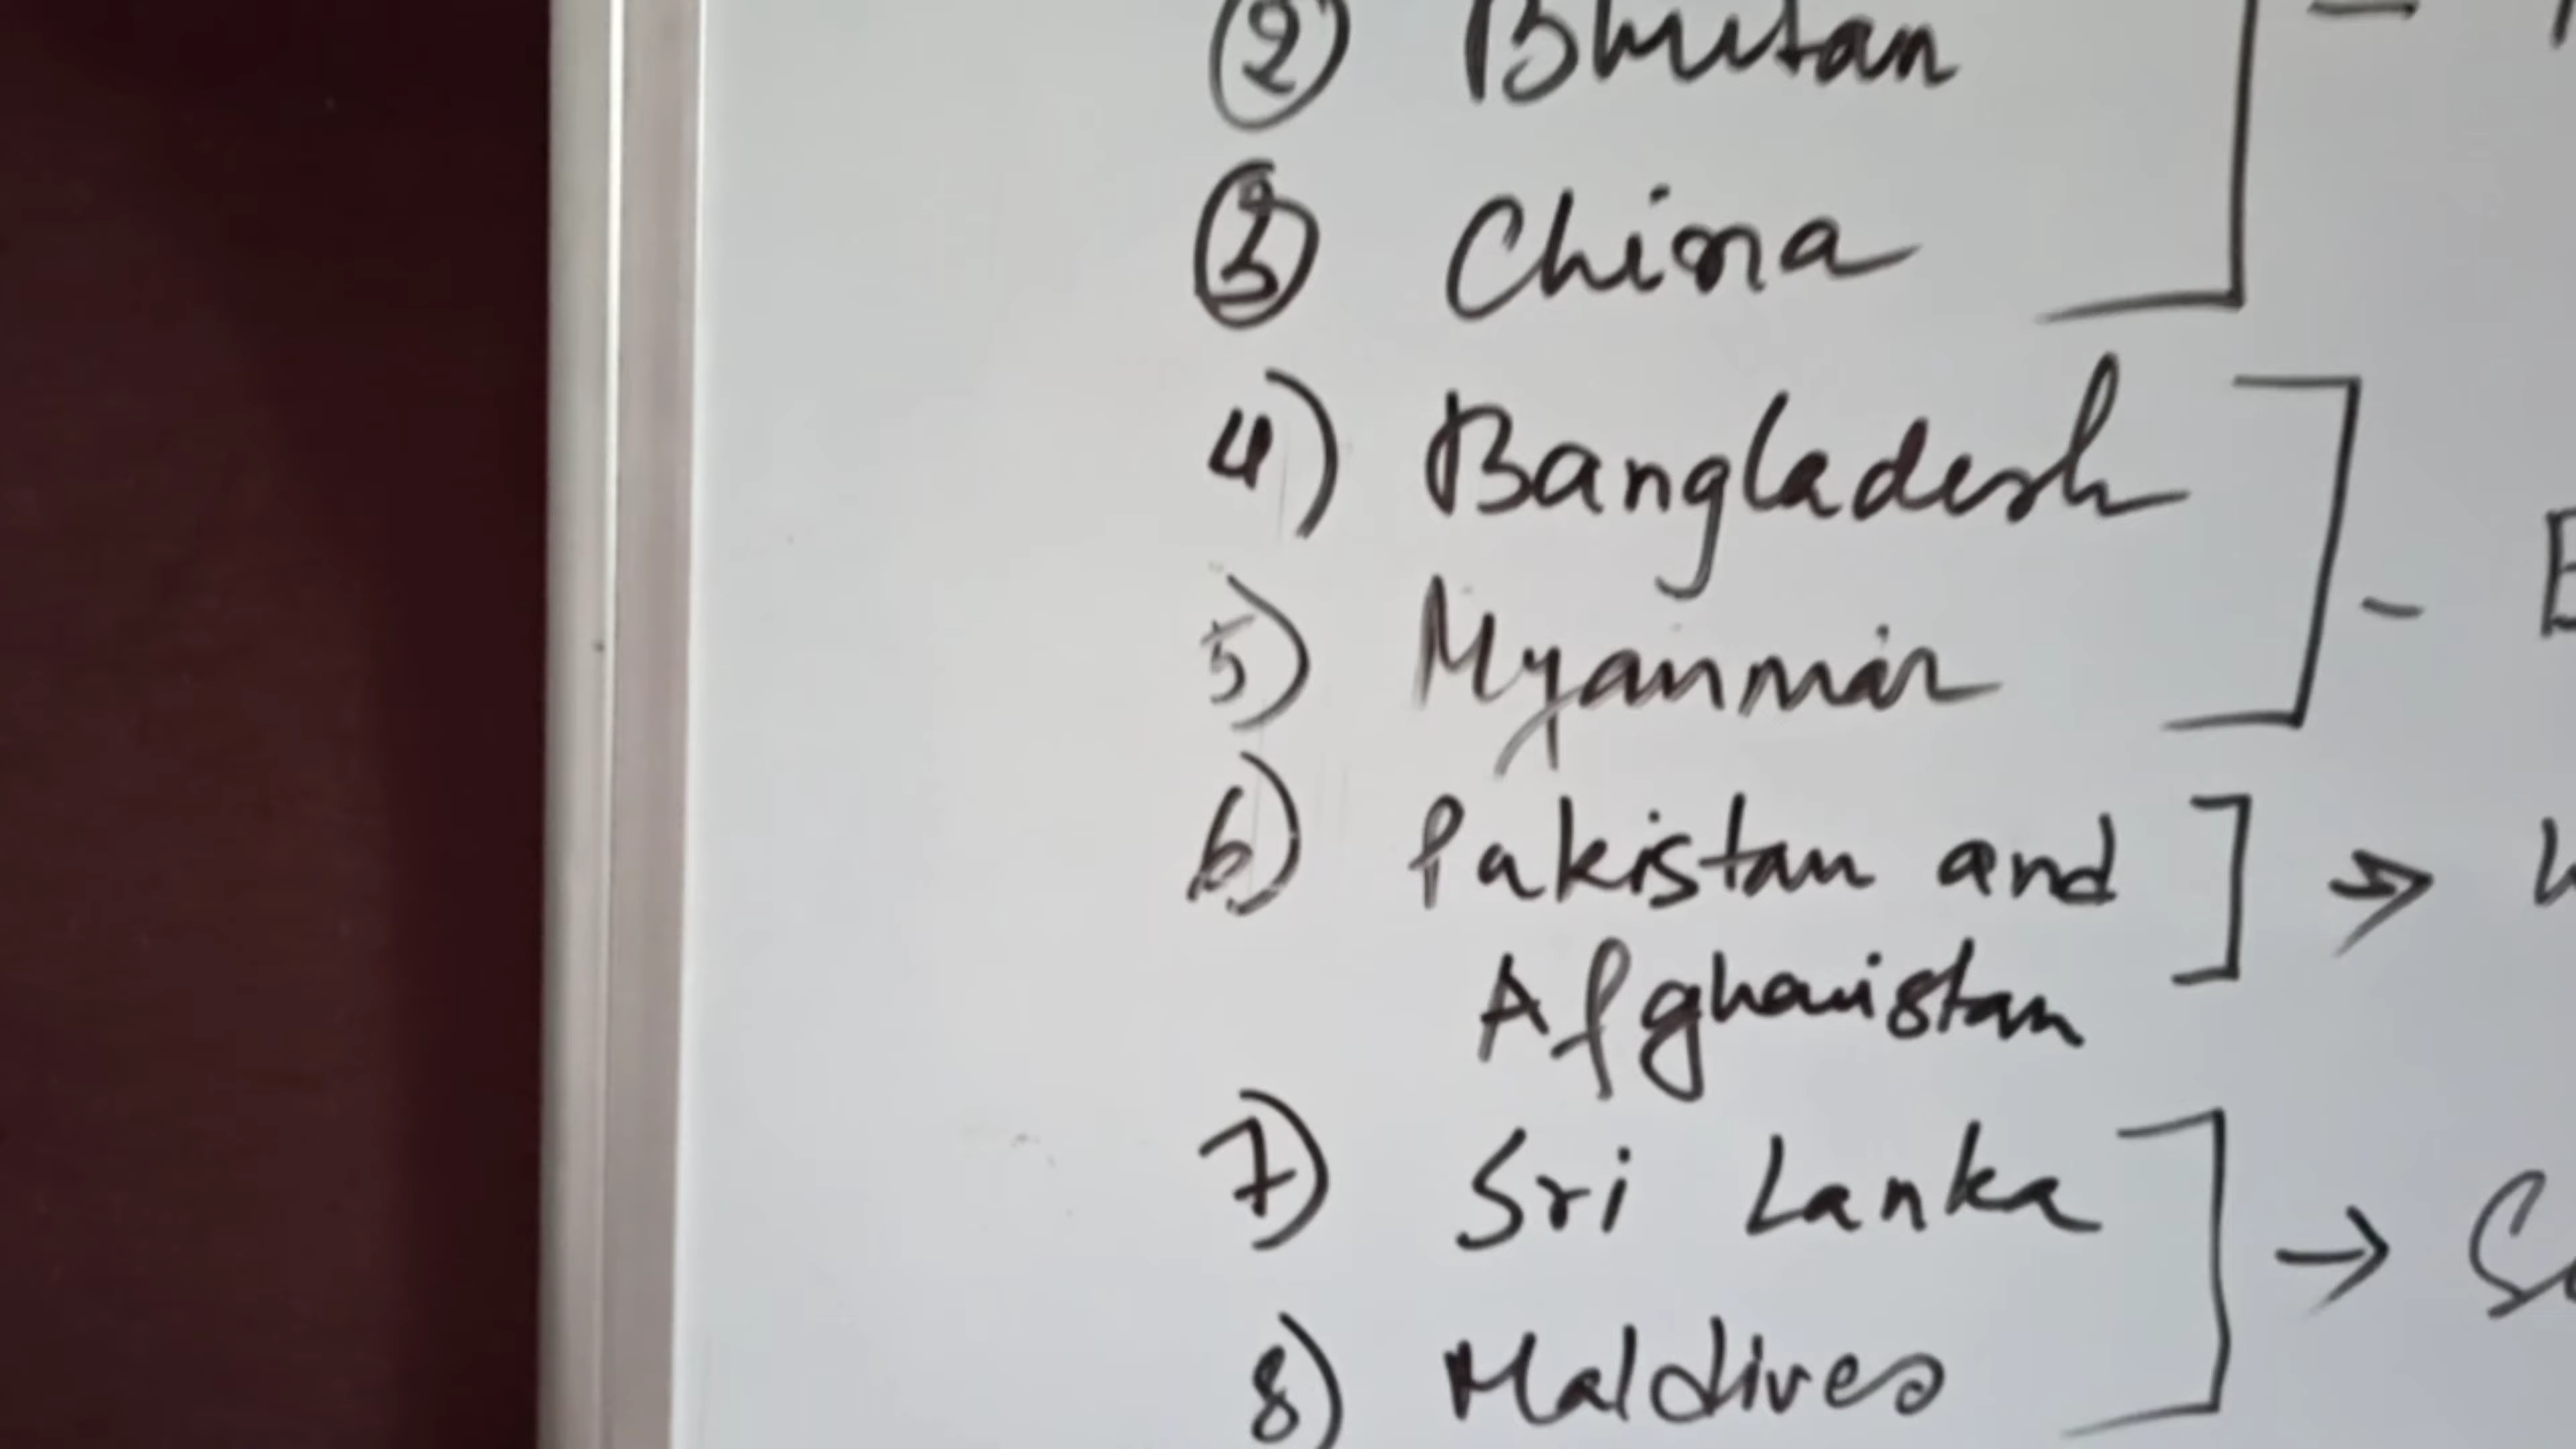 ② Bhutan ] -
③ China
4) Bangladesh
5) Myanmar ] -
6) Pakistan and ] →
Afghanistan
7) Sri Lanka ] →
8) Maldives